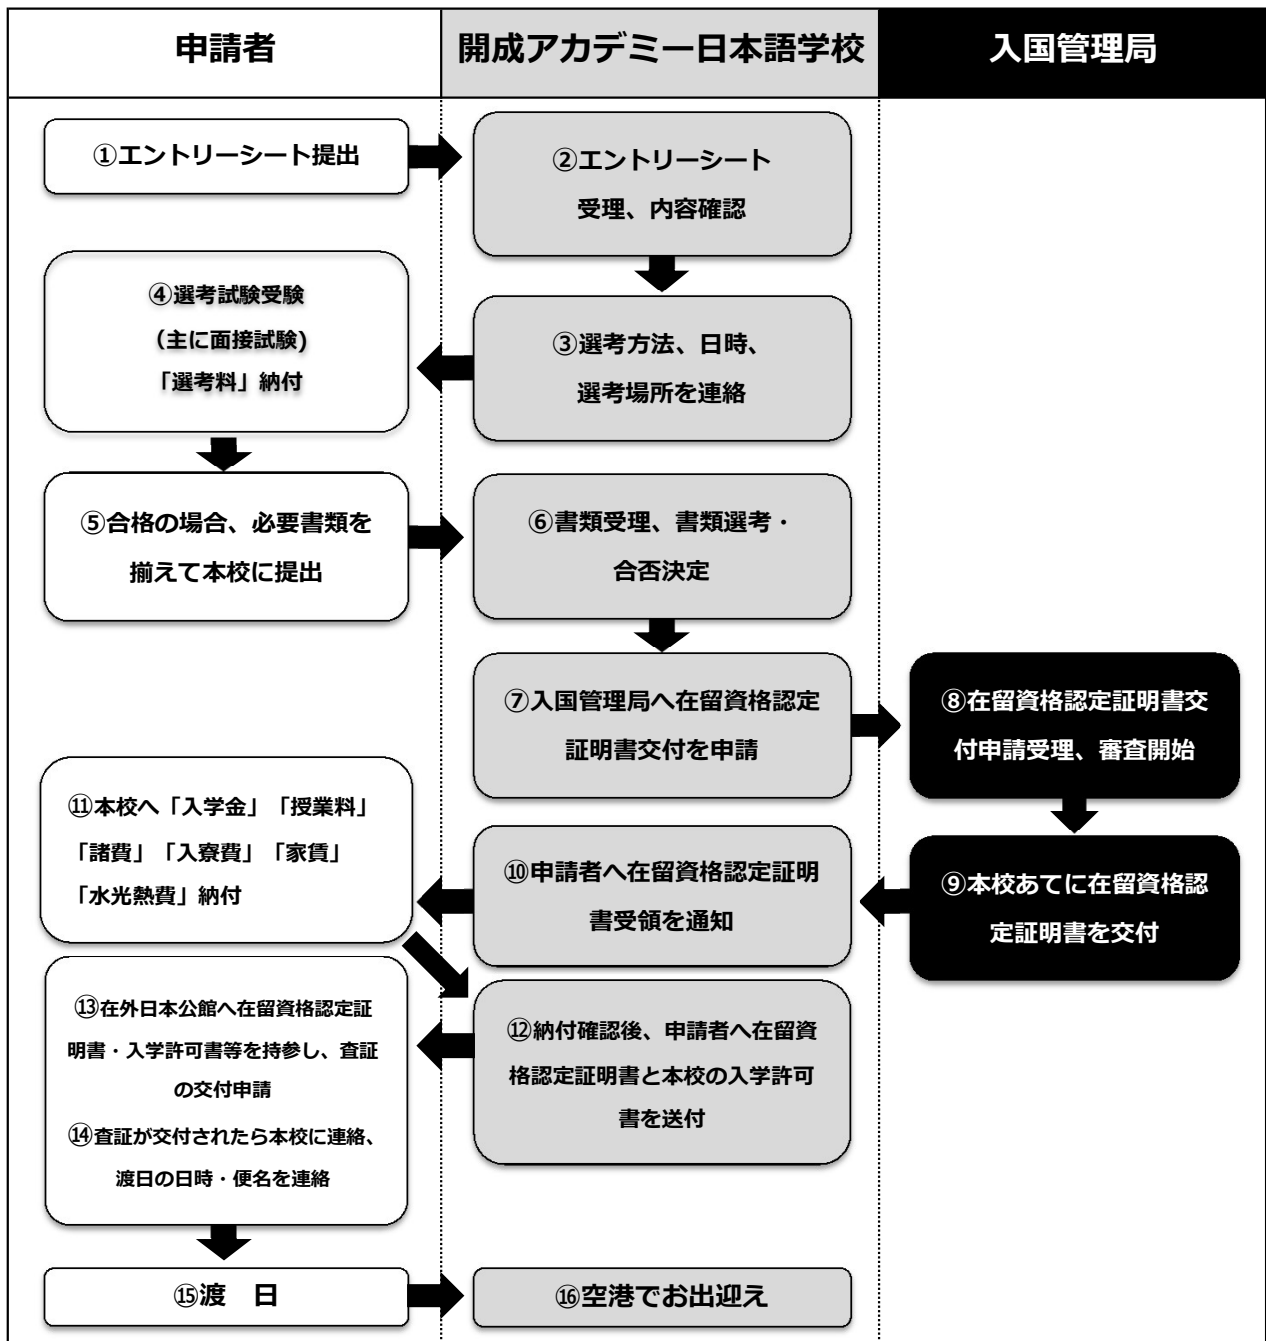 申請者
開成アカデミー日本語学校
入国管理局
①エントリーシート提出
②エントリーシート
受理、内容確認
③選考方法、日時、
選考場所を連絡
④選考試験受験
（主に面接試験)
「選考料」納付
⑤合格の場合、必要書類を
揃えて本校に提出
⑥書類受理、書類選考・
合否決定
⑦入国管理局へ在留資格認定
証明書交付を申請
⑧在留資格認定証明書交
付申請受理、審査開始
⑨本校あてに在留資格認
定証明書を交付
⑩申請者へ在留資格認定証明
書受領を通知
⑪本校へ「入学金」「授業料」
「諸費」「入寮費」「家賃」
「水光熱費」納付
⑫納付確認後、申請者へ在留資
格認定証明書と本校の入学許可
書を送付
⑬在外日本公館へ在留資格認定証
明書・入学許可書等を持参し、査証
の交付申請
⑭査証が交付されたら本校に連絡、
渡日の日時・便名を連絡
⑮渡　日
⑯空港でお出迎え